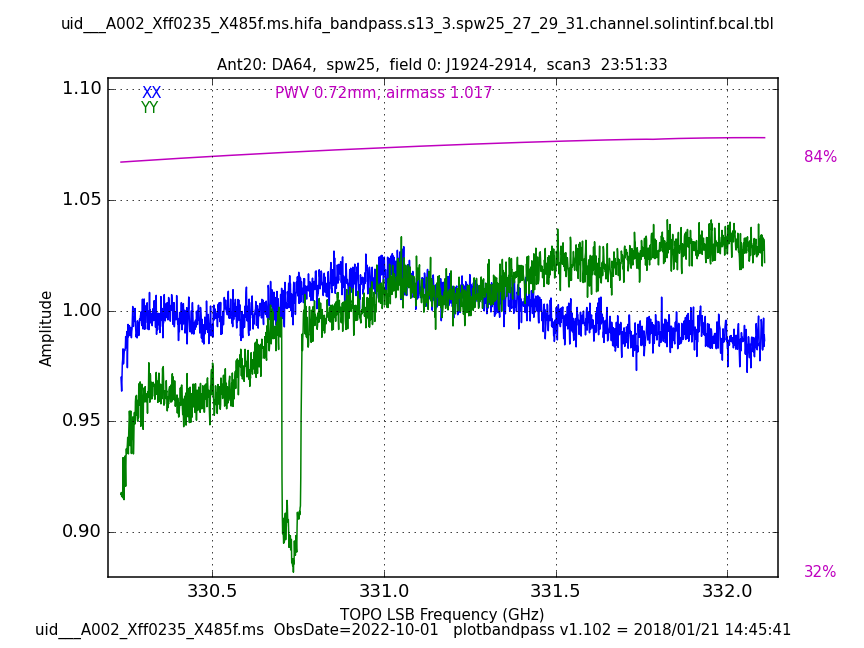 uid___A002_Xff0235_X485f.ms.hifa_bandpass.s13_3.spw25_27_29_31.channel.solintinf.bcal.tbl
Ant20: DA64,  spw25,  field 0: J1924-2914,  scan3  23:51:33
XX
YY
PWV 0.72mm, airmass 1.017
1.10
1.05
1.00
0.95
0.90
Amplitude
84%
32%
330.5
331.0
331.5
332.0
TOPO LSB Frequency (GHz)
uid___A002_Xff0235_X485f.ms  ObsDate=2022-10-01   plotbandpass v1.102 = 2018/01/21 14:45:41